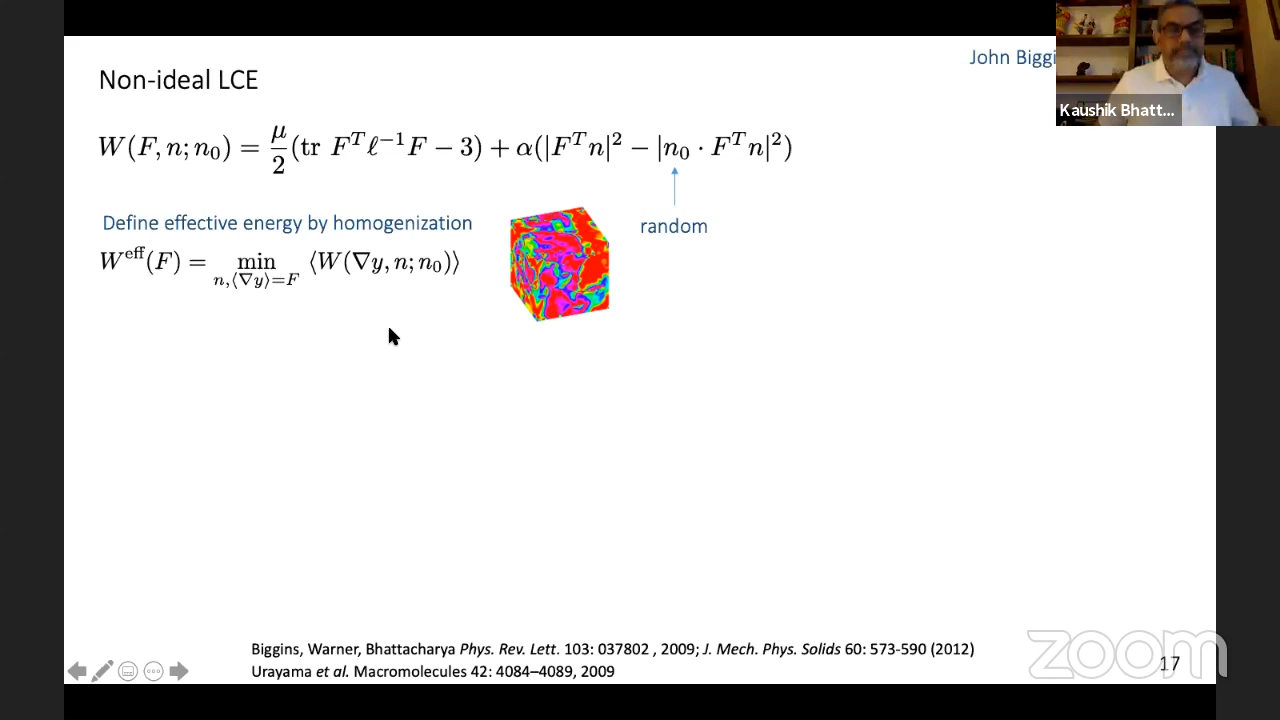 John Biggi
Non-ideal LCE
Kaushik Bhatt...
W(F, n; n₀) = μ/2 (tr Fᵀℓ⁻¹F − 3) + α(|Fᵀn|² − |n₀ · Fᵀn|²)
Define effective energy by homogenization
random
Wᵉᶠᶠ(F) = min n,⟨∇y⟩=F ⟨W(∇y, n; n₀)⟩
Biggins, Warner, Bhattacharya Phys. Rev. Lett. 103: 037802 , 2009; J. Mech. Phys. Solids 60: 573-590 (2012)
Urayama et al. Macromolecules 42: 4084–4089, 2009
zoom
17